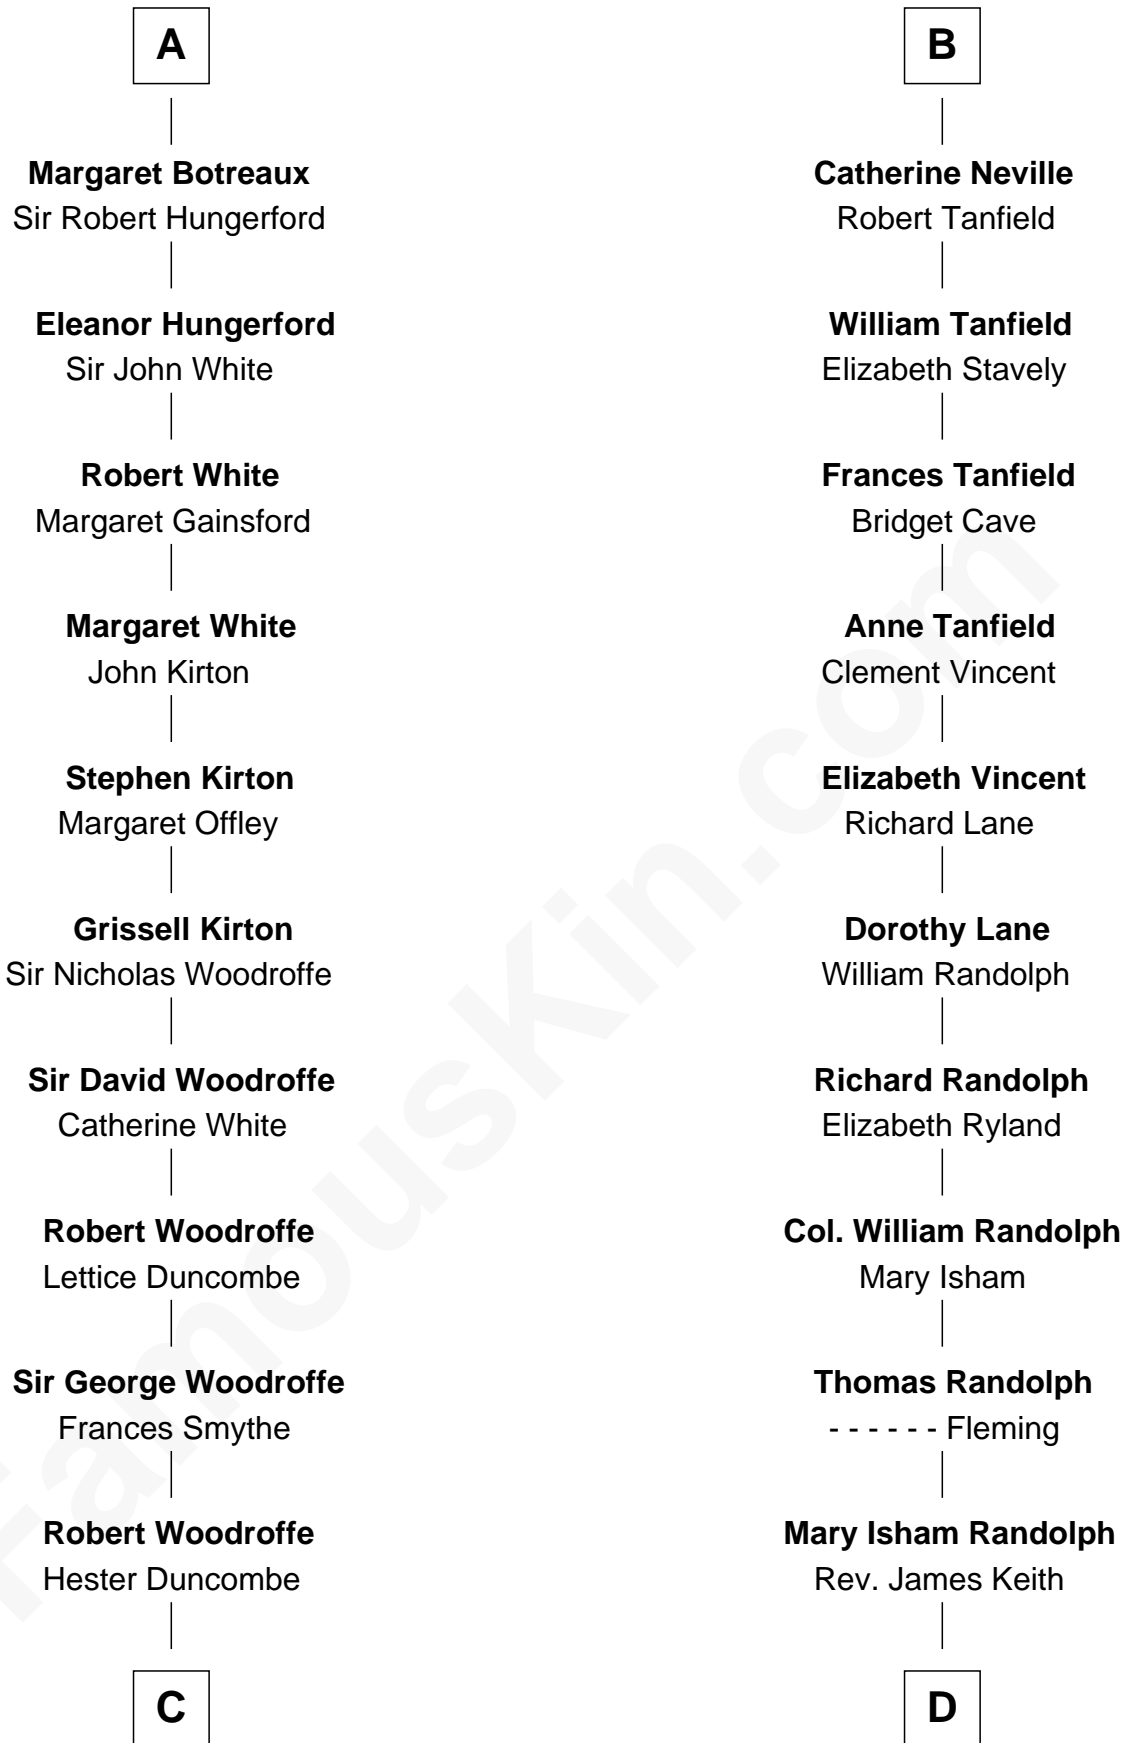 A
Margaret Botreaux
Sir Robert Hungerford
Eleanor Hungerford
Sir John White
Robert White
Margaret Gainsford
Margaret White
John Kirton
Stephen Kirton
Margaret Offley
Grissell Kirton
Sir Nicholas Woodroffe
Sir David Woodroffe
Catherine White
Robert Woodroffe
Lettice Duncombe
Sir George Woodroffe
Frances Smythe
Robert Woodroffe
Hester Duncombe
C
B
Catherine Neville
Robert Tanfield
William Tanfield
Elizabeth Stavely
Frances Tanfield
Bridget Cave
Anne Tanfield
Clement Vincent
Elizabeth Vincent
Richard Lane
Dorothy Lane
William Randolph
Richard Randolph
Elizabeth Ryland
Col. William Randolph
Mary Isham
Thomas Randolph
- - - - - - Fleming
Mary Isham Randolph
Rev. James Keith
D
FamousKin.com